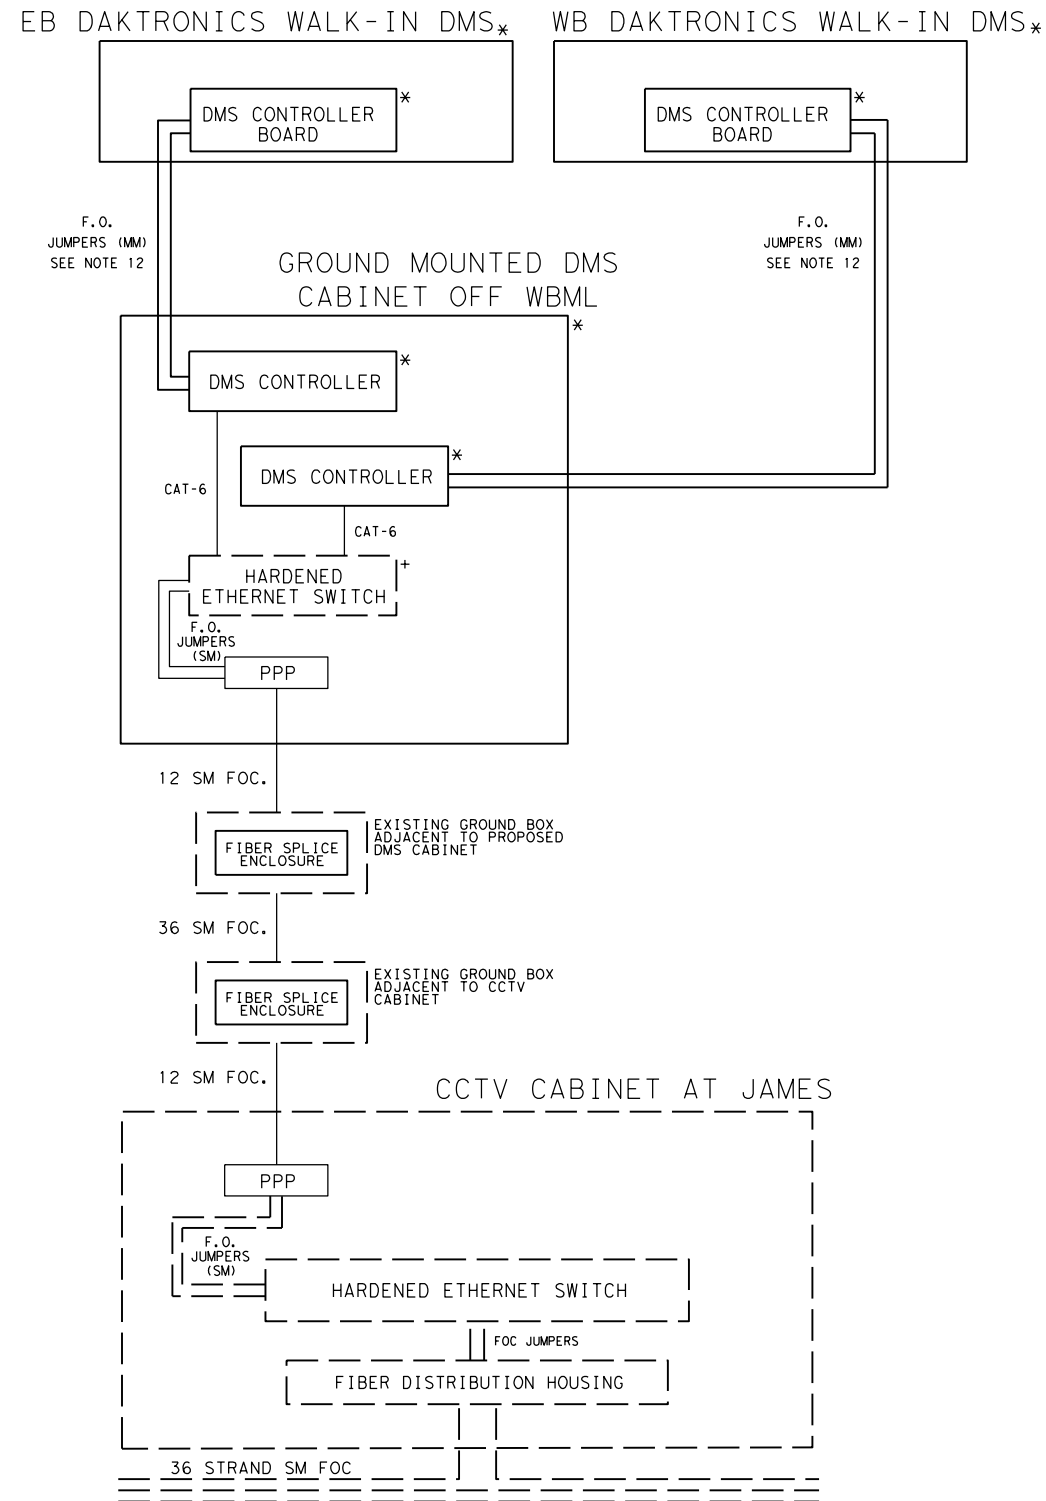 EB DAKTRONICS WALK-IN DMS*
WB DAKTRONICS WALK-IN DMS*
DMS CONTROLLER
BOARD
*
DMS CONTROLLER
BOARD
*
F.O.
JUMPERS (MM)
SEE NOTE 12
F.O.
JUMPERS (MM)
SEE NOTE 12
GROUND MOUNTED DMS
CABINET OFF WBML
*
DMS CONTROLLER
*
DMS CONTROLLER
*
CAT-6
CAT-6
HARDENED
ETHERNET SWITCH
+
F.O.
JUMPERS
(SM)
PPP
12 SM FOC.
FIBER SPLICE
ENCLOSURE
EXISTING GROUND BOX
ADJACENT TO PROPOSED
DMS CABINET
36 SM FOC.
FIBER SPLICE
ENCLOSURE
EXISTING GROUND BOX
ADJACENT TO CCTV
CABINET
12 SM FOC.
CCTV CABINET AT JAMES
PPP
F.O.
JUMPERS
(SM)
HARDENED ETHERNET SWITCH
FOC JUMPERS
FIBER DISTRIBUTION HOUSING
36 STRAND SM FOC